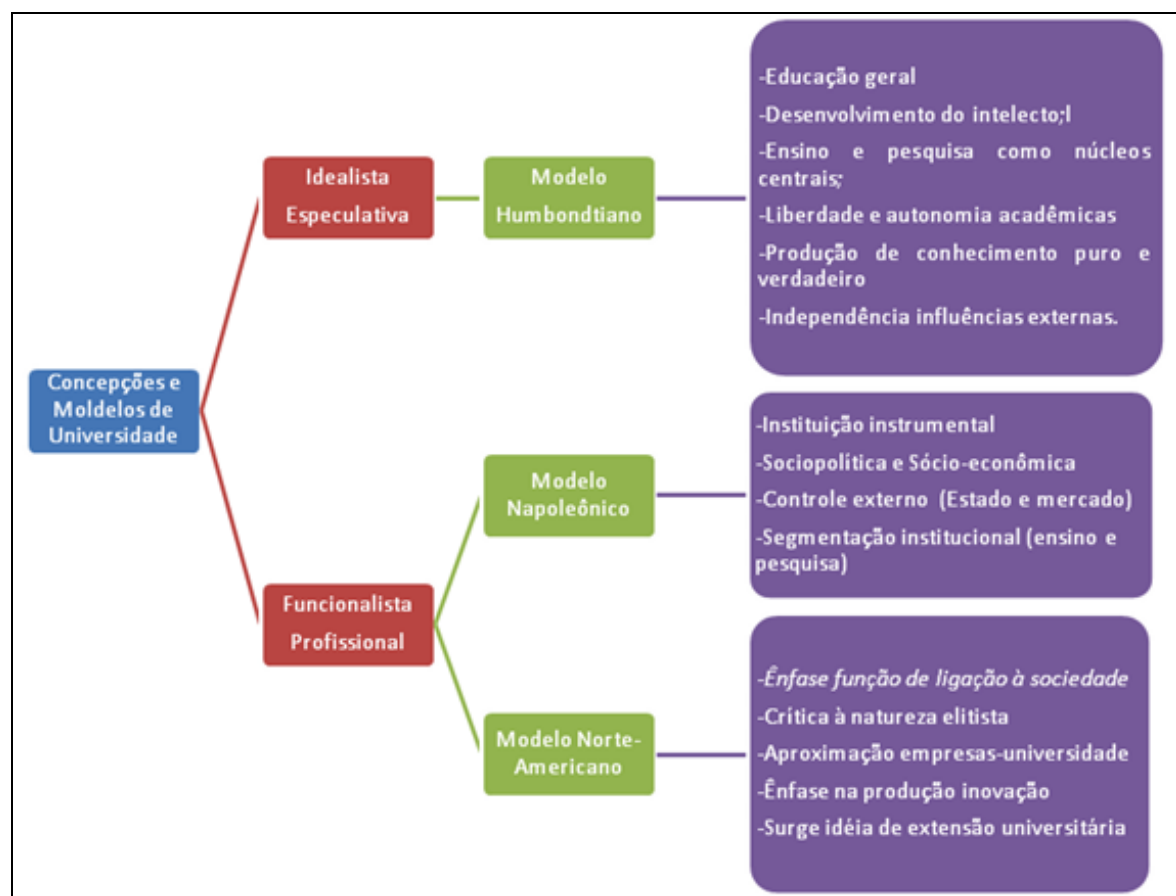 Concepções e
Moldelos de
Universidade
Idealista
Especulativa
Modelo
Humbondtiano
-Educação geral
-Desenvolvimento do intelecto;l
-Ensino e pesquisa como núcleos
centrais;
-Liberdade e autonomia acadêmicas
-Produção de conhecimento puro e
verdadeiro
-Independência influências externas.
Funcionalista
Profissional
Modelo
Napoleônico
-Instituição instrumental
-Sociopolítica e Sócio-econômica
-Controle externo (Estado e mercado)
-Segmentação institucional (ensino e
pesquisa)
Modelo Norte-
Americano
-Ênfase função de ligação à sociedade
-Crítica à natureza elitista
-Aproximação empresas-universidade
-Ênfase na produção inovação
-Surge idéia de extensão universitária